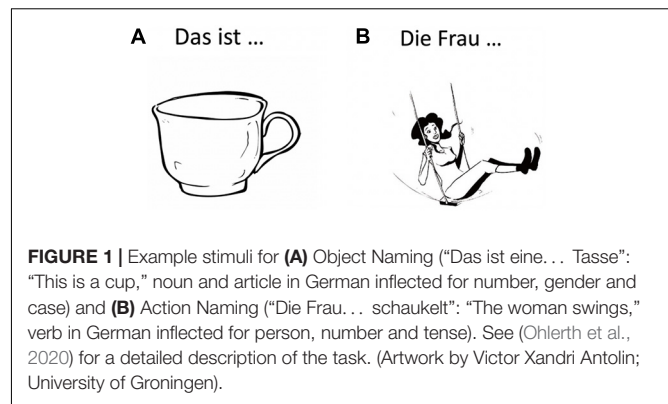 A Das ist ...
B Die Frau ...
FIGURE 1 | Example stimuli for (A) Object Naming (“Das ist eine. . . Tasse”:
“This is a cup,” noun and article in German inflected for number, gender and
case) and (B) Action Naming (“Die Frau. . . schaukelt”: “The woman swings,”
verb in German inflected for person, number and tense). See (Ohlerth et al.,
2020) for a detailed description of the task. (Artwork by Victor Xandri Antolin;
University of Groningen).